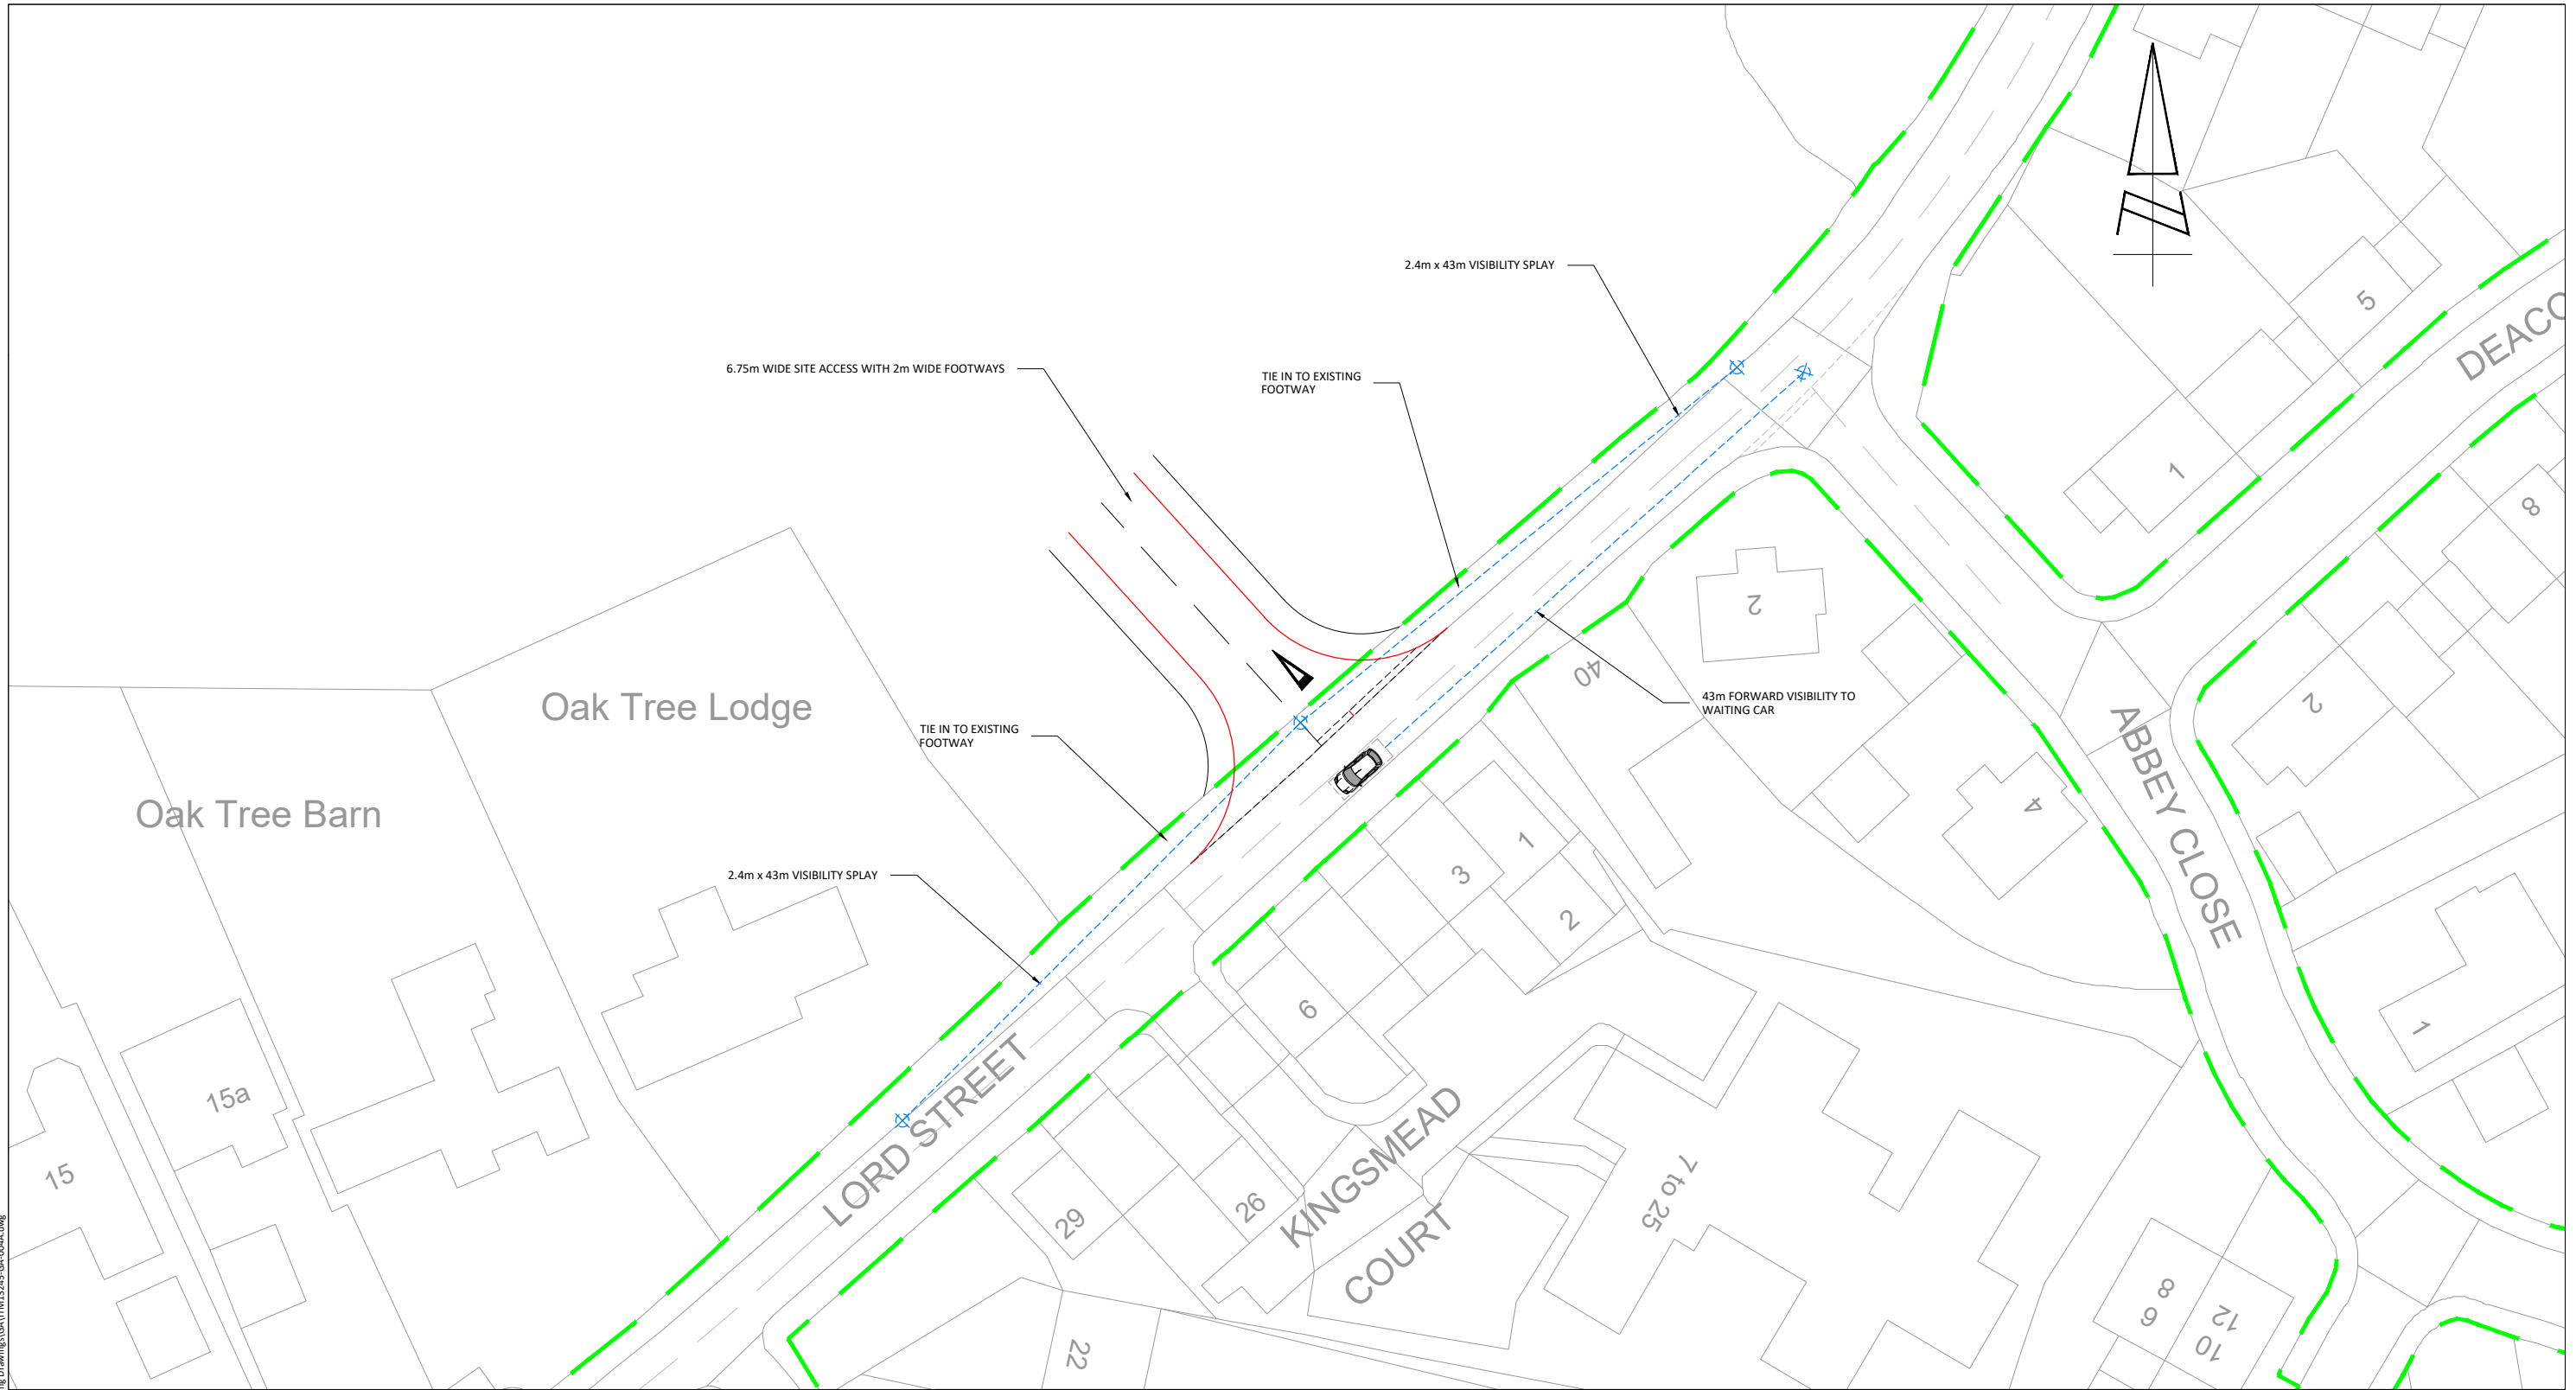 2.4m x 43m VISIBILITY SPLAY
6.75m WIDE SITE ACCESS WITH 2m WIDE FOOTWAYS
TIE IN TO EXISTING
FOOTWAY
N
5
1
8
2
2
40
43m FORWARD VISIBILITY TO
WAITING CAR
Oak Tree Lodge
TIE IN TO EXISTING
FOOTWAY
Oak Tree Barn
ABBEY CLOSE
4
1
3
2
2.4m x 43m VISIBILITY SPLAY
6
1
15a
15
LORD STREET
KINGSMEAD
COURT
7 to 25
29
26
22
8
6
12
10